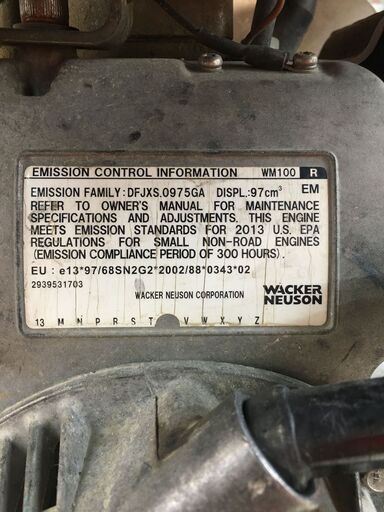 EMISSION CONTROL INFORMATION WM100 R
EMISSION FAMILY:DFJXS.0975GA DISPL.:97cm³ EM
REFER TO OWNER'S MANUAL FOR MAINTENANCE
SPECIFICATIONS AND ADJUSTMENTS. THIS ENGINE
MEETS EMISSION STANDARDS FOR 2013 U.S. EPA
REGULATIONS FOR SMALL NON-ROAD ENGINES
(EMISSION COMPLIANCE PERIOD OF 300 HOURS).
EU : e13*97/68SN2G2*2002/88*0343*02
2939531703
WACKER NEUSON CORPORATION
WACKER
NEUSON
13 M N P R S T V W X Y Z